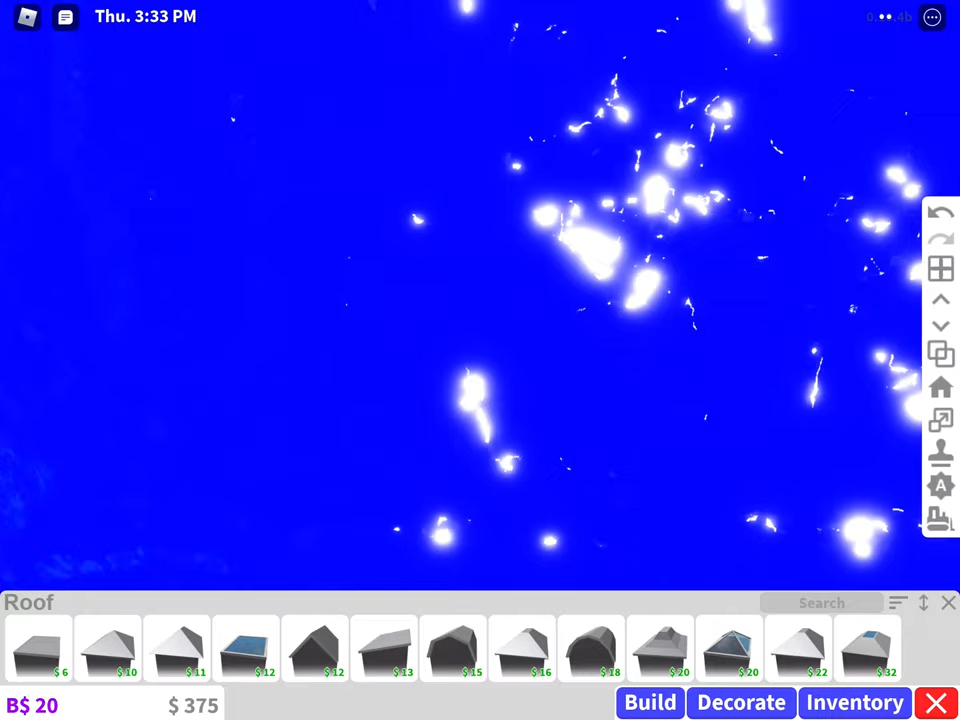 Thu. 3:33 PM
Roof
Search
$ 6
$ 10
$ 11
$ 12
$ 12
$ 13
$ 15
$ 16
$ 18
$ 20
$ 20
$ 22
$ 32
B$ 20
$ 375
Build
Decorate
Inventory
A